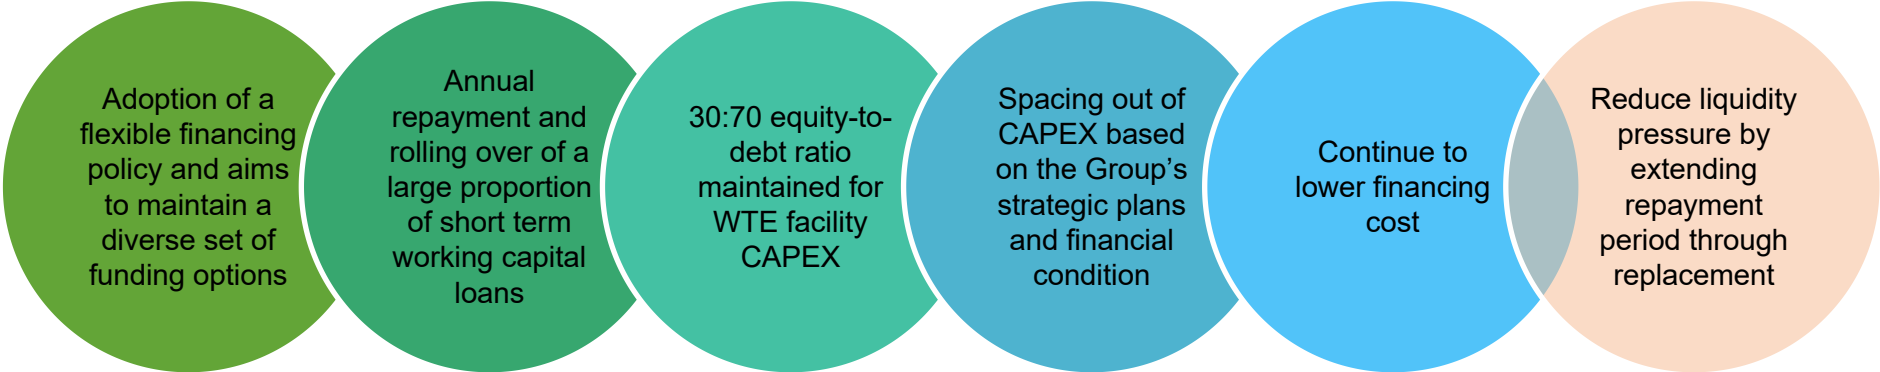 Adoption of a
flexible financing
policy and aims
to maintain a
diverse set of
funding options
Annual
repayment and
rolling over of a
large proportion
of short term
working capital
loans
30:70 equity-to-
debt ratio
maintained for
WTE facility
CAPEX
Spacing out of
CAPEX based
on the Group’s
strategic plans
and financial
condition
Continue to
lower financing
cost
Reduce liquidity
pressure by
extending
repayment
period through
replacement